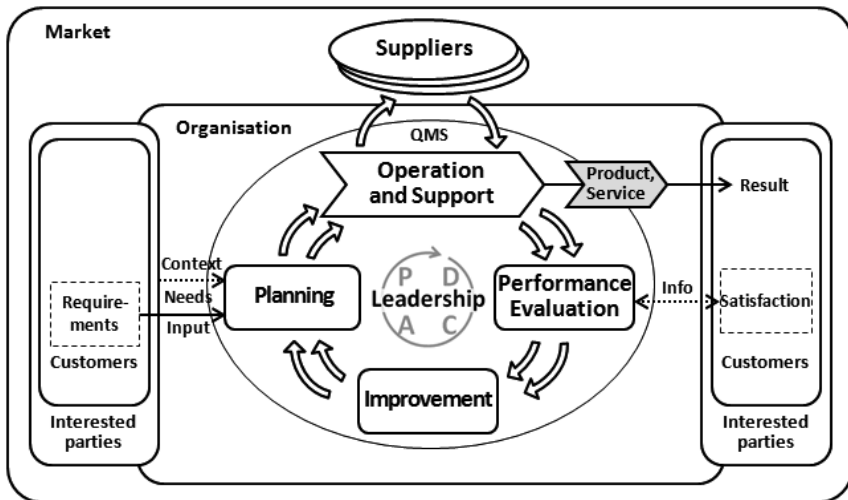 Market
Suppliers
Organisation
QMS
Operation
and Support
Product,
Service
Result
Context
Needs
Input
Require-
ments
Customers
Interested
parties
Planning
P D
Leadership
A C
Performance
Evaluation
Info
Satisfaction
Customers
Interested
parties
Improvement